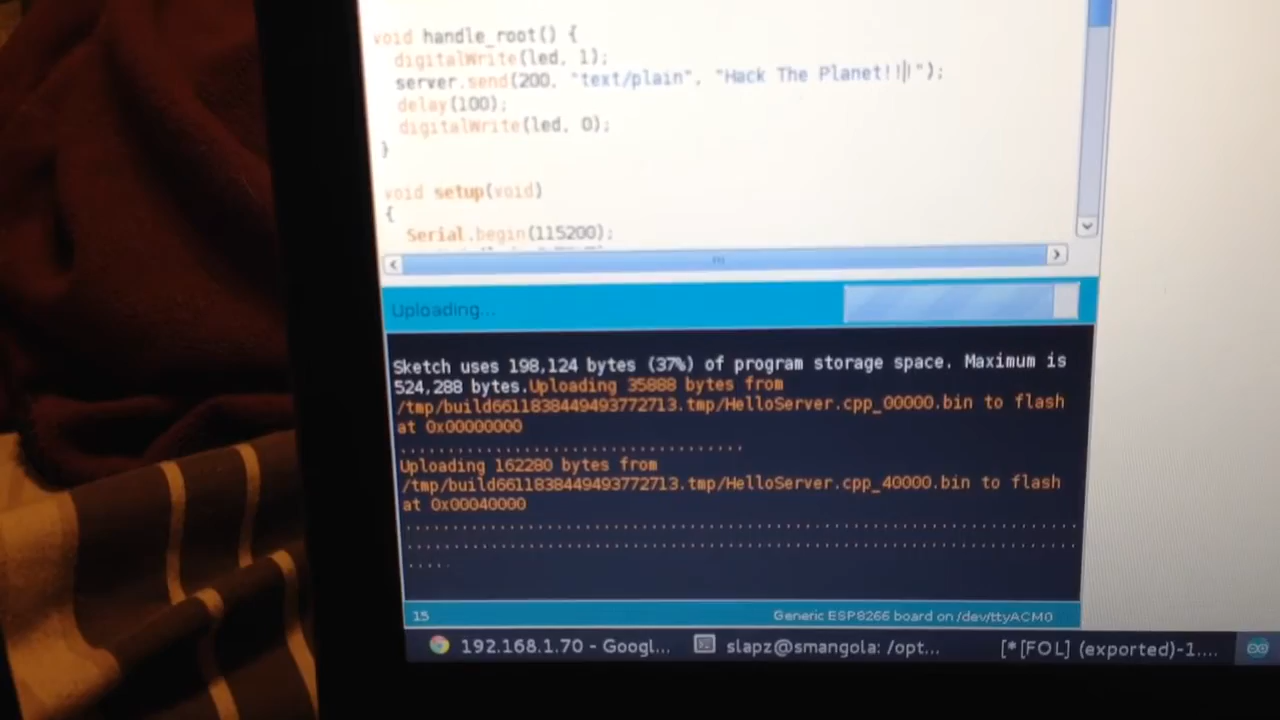 void handle_root() {
digitalWrite(led, 1);
server.send(200, "text/plain", "Hack The Planet!!!");
delay(100);
digitalWrite(led, 0);
}
void setup(void)
{
Serial.begin(115200);
Uploading...
Sketch uses 198,124 bytes (37%) of program storage space. Maximum is
524,288 bytes.Uploading 35888 bytes from
/tmp/build6611838449493772713.tmp/HelloServer.cpp_00000.bin to flash
at 0x00000000
Uploading 162280 bytes from
/tmp/build6611838449493772713.tmp/HelloServer.cpp_40000.bin to flash
at 0x00040000
15
Generic ESP8266 board on /dev/ttyACM0
192.168.1.70 - Googl...
slapz@smangola: /opt...
[*[FOL] (exported)-1....